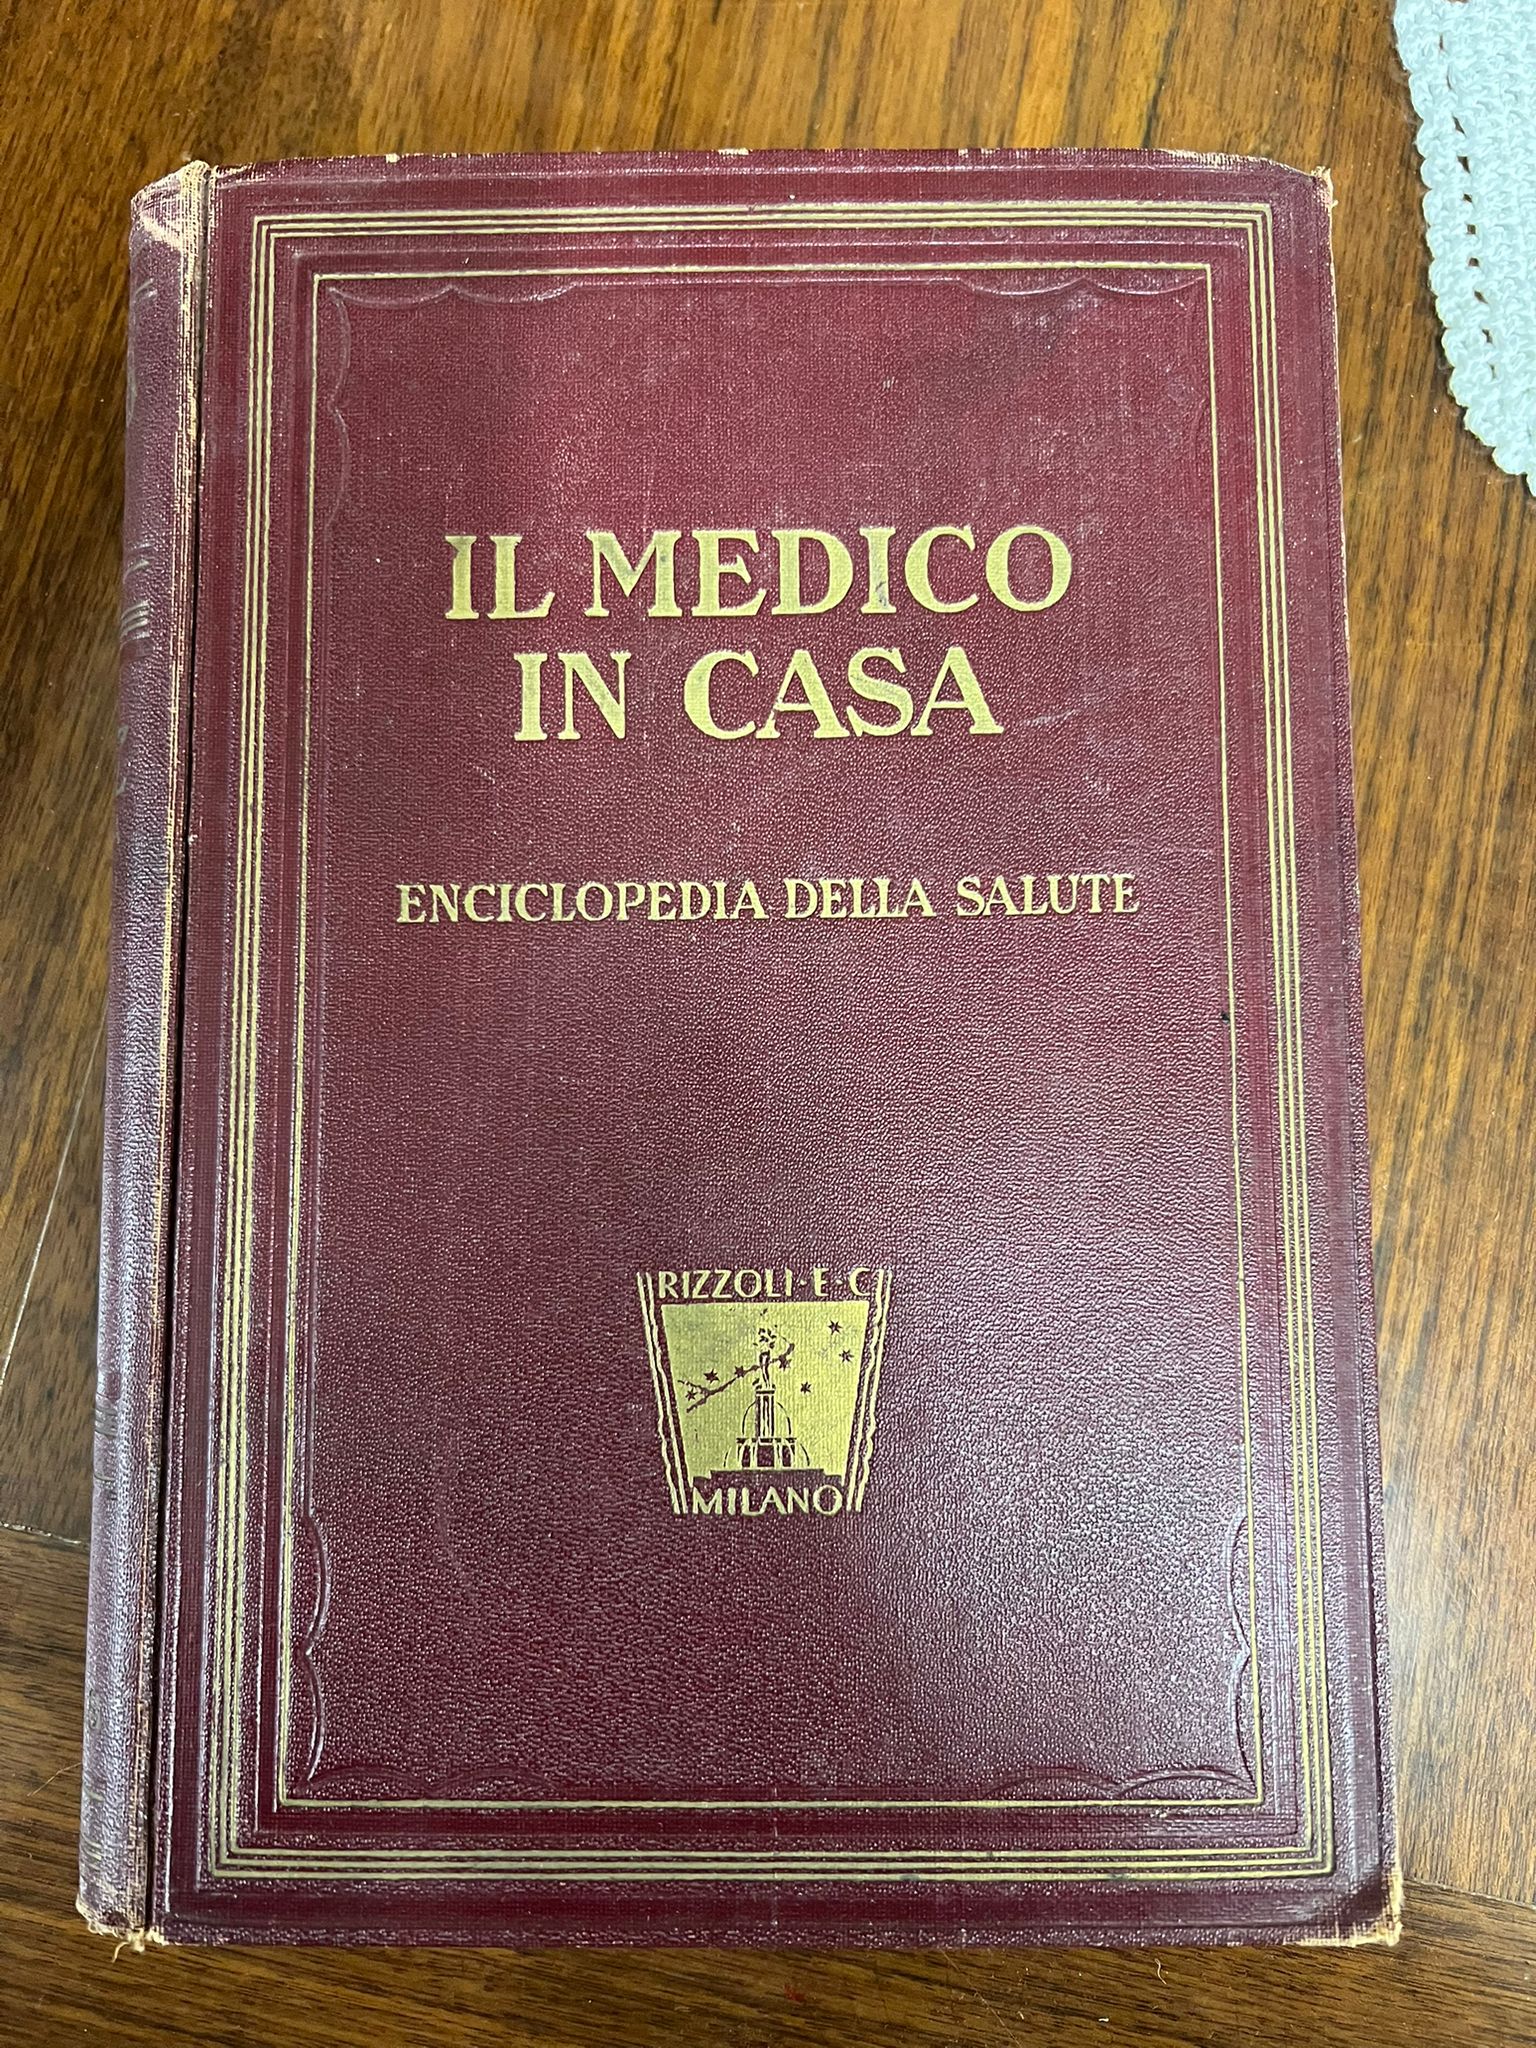 IL MEDICO
IN CASA
ENCICLOPEDIA DELLA SALUTE
RIZZOLI·E·C
MILANO